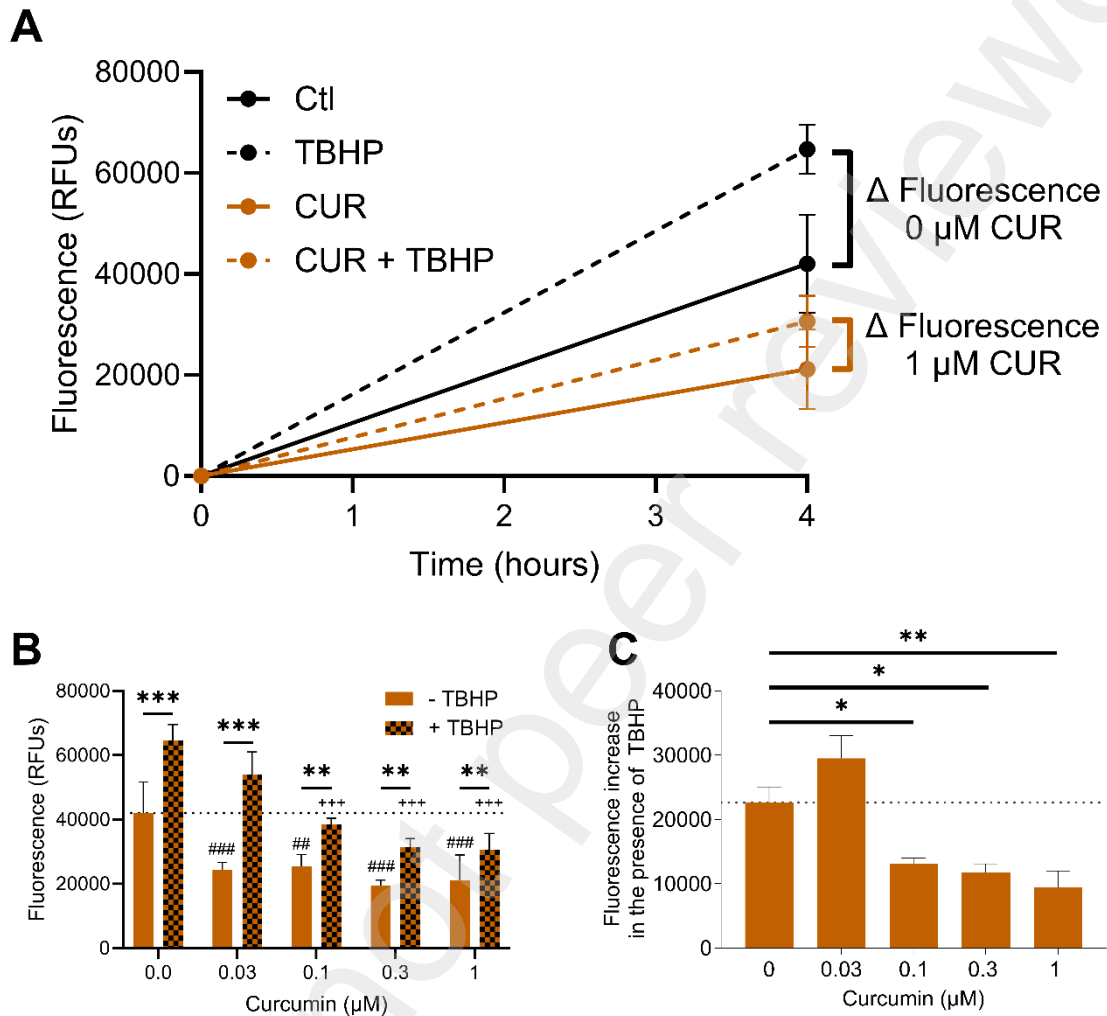 A
80000
60000
40000
20000
0
Fluorescence (RFUs)
Ctl
TBHP
CUR
CUR + TBHP
Δ Fluorescence
0 µM CUR
Δ Fluorescence
1 µM CUR
0 1 2 3 4
Time (hours)
not peer reviewed
B
80000
60000
40000
20000
0
Fluorescence (RFUs)
- TBHP
+ TBHP
***
***
** ** **
+++ +++ +++
### ## ### ###
0.0 0.03 0.1 0.3 1
Curcumin (µM)
C
**
*
*
40000
30000
20000
10000
0
Fluorescence increase
in the presence of TBHP
0 0.03 0.1 0.3 1
Curcumin (µM)